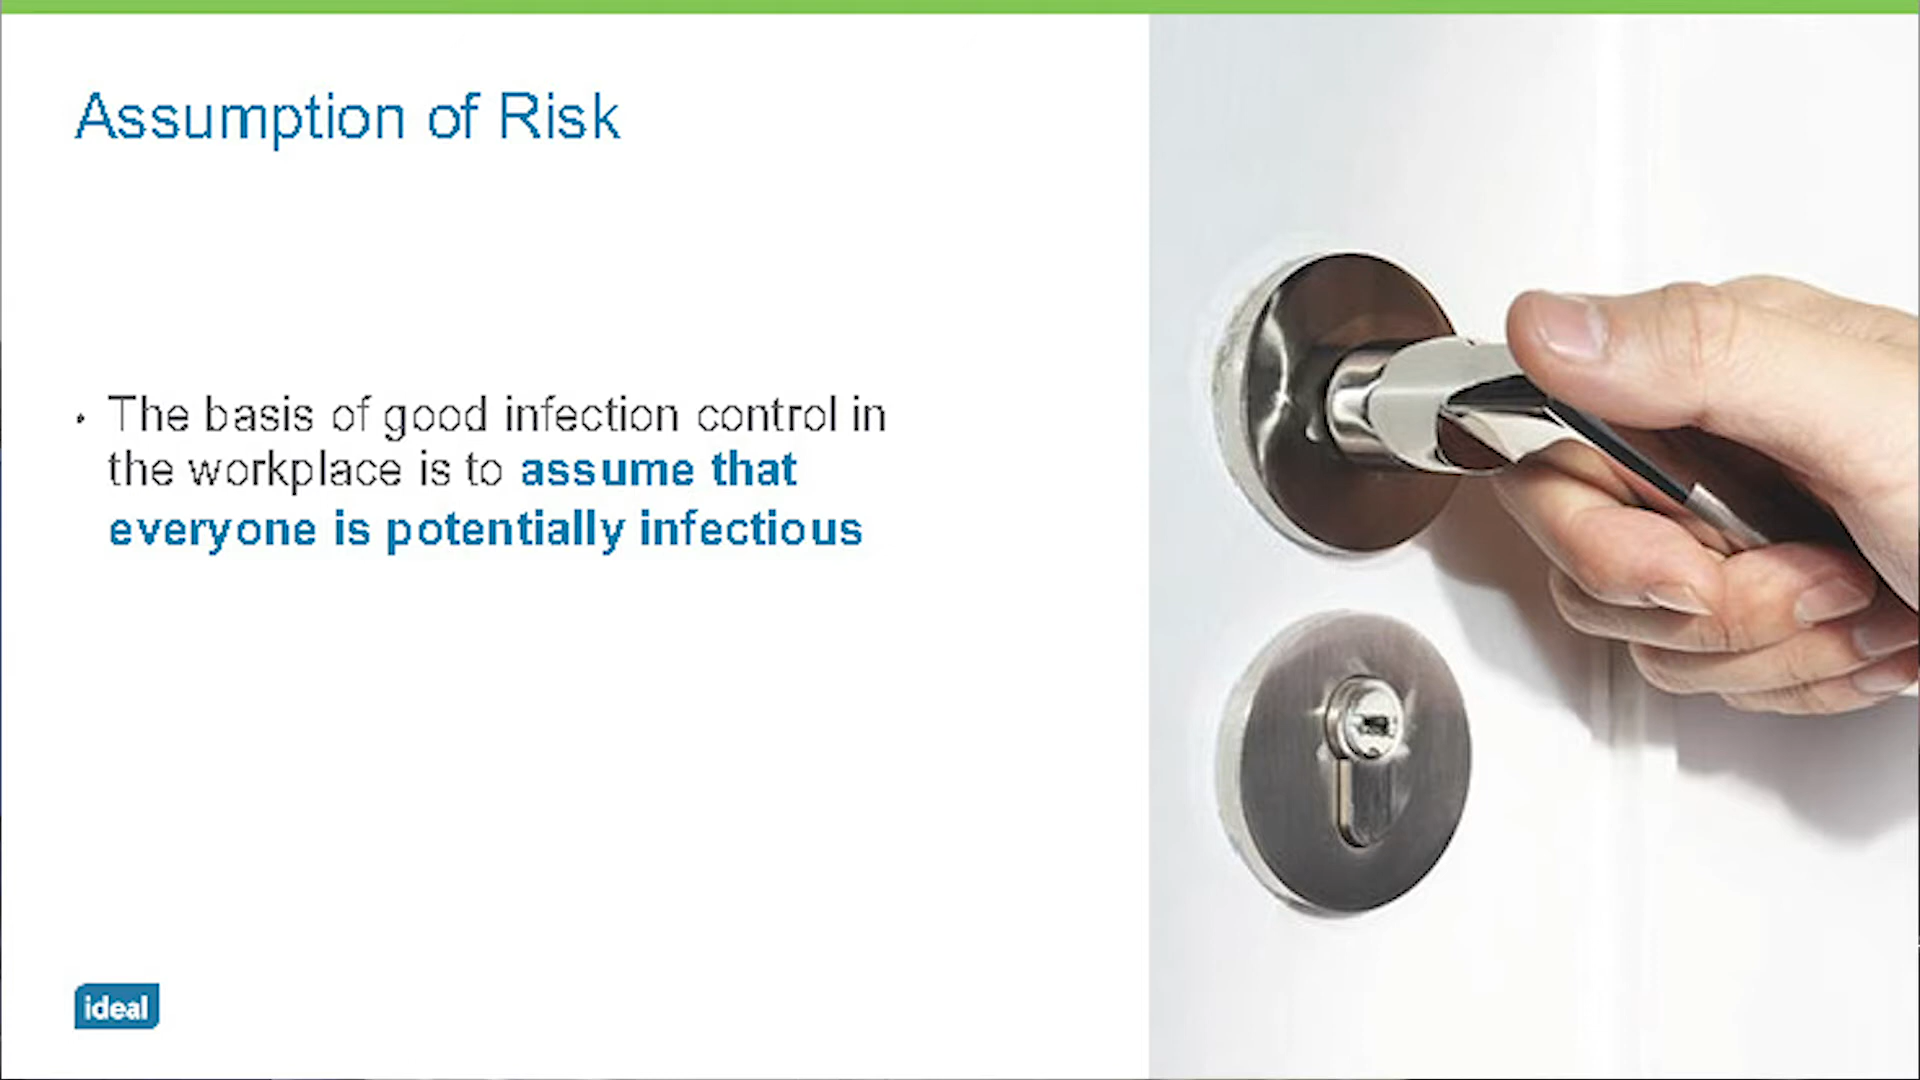 Assumption of Risk
• The basis of good infection control in
the workplace is to assume that
everyone is potentially infectious
ideal